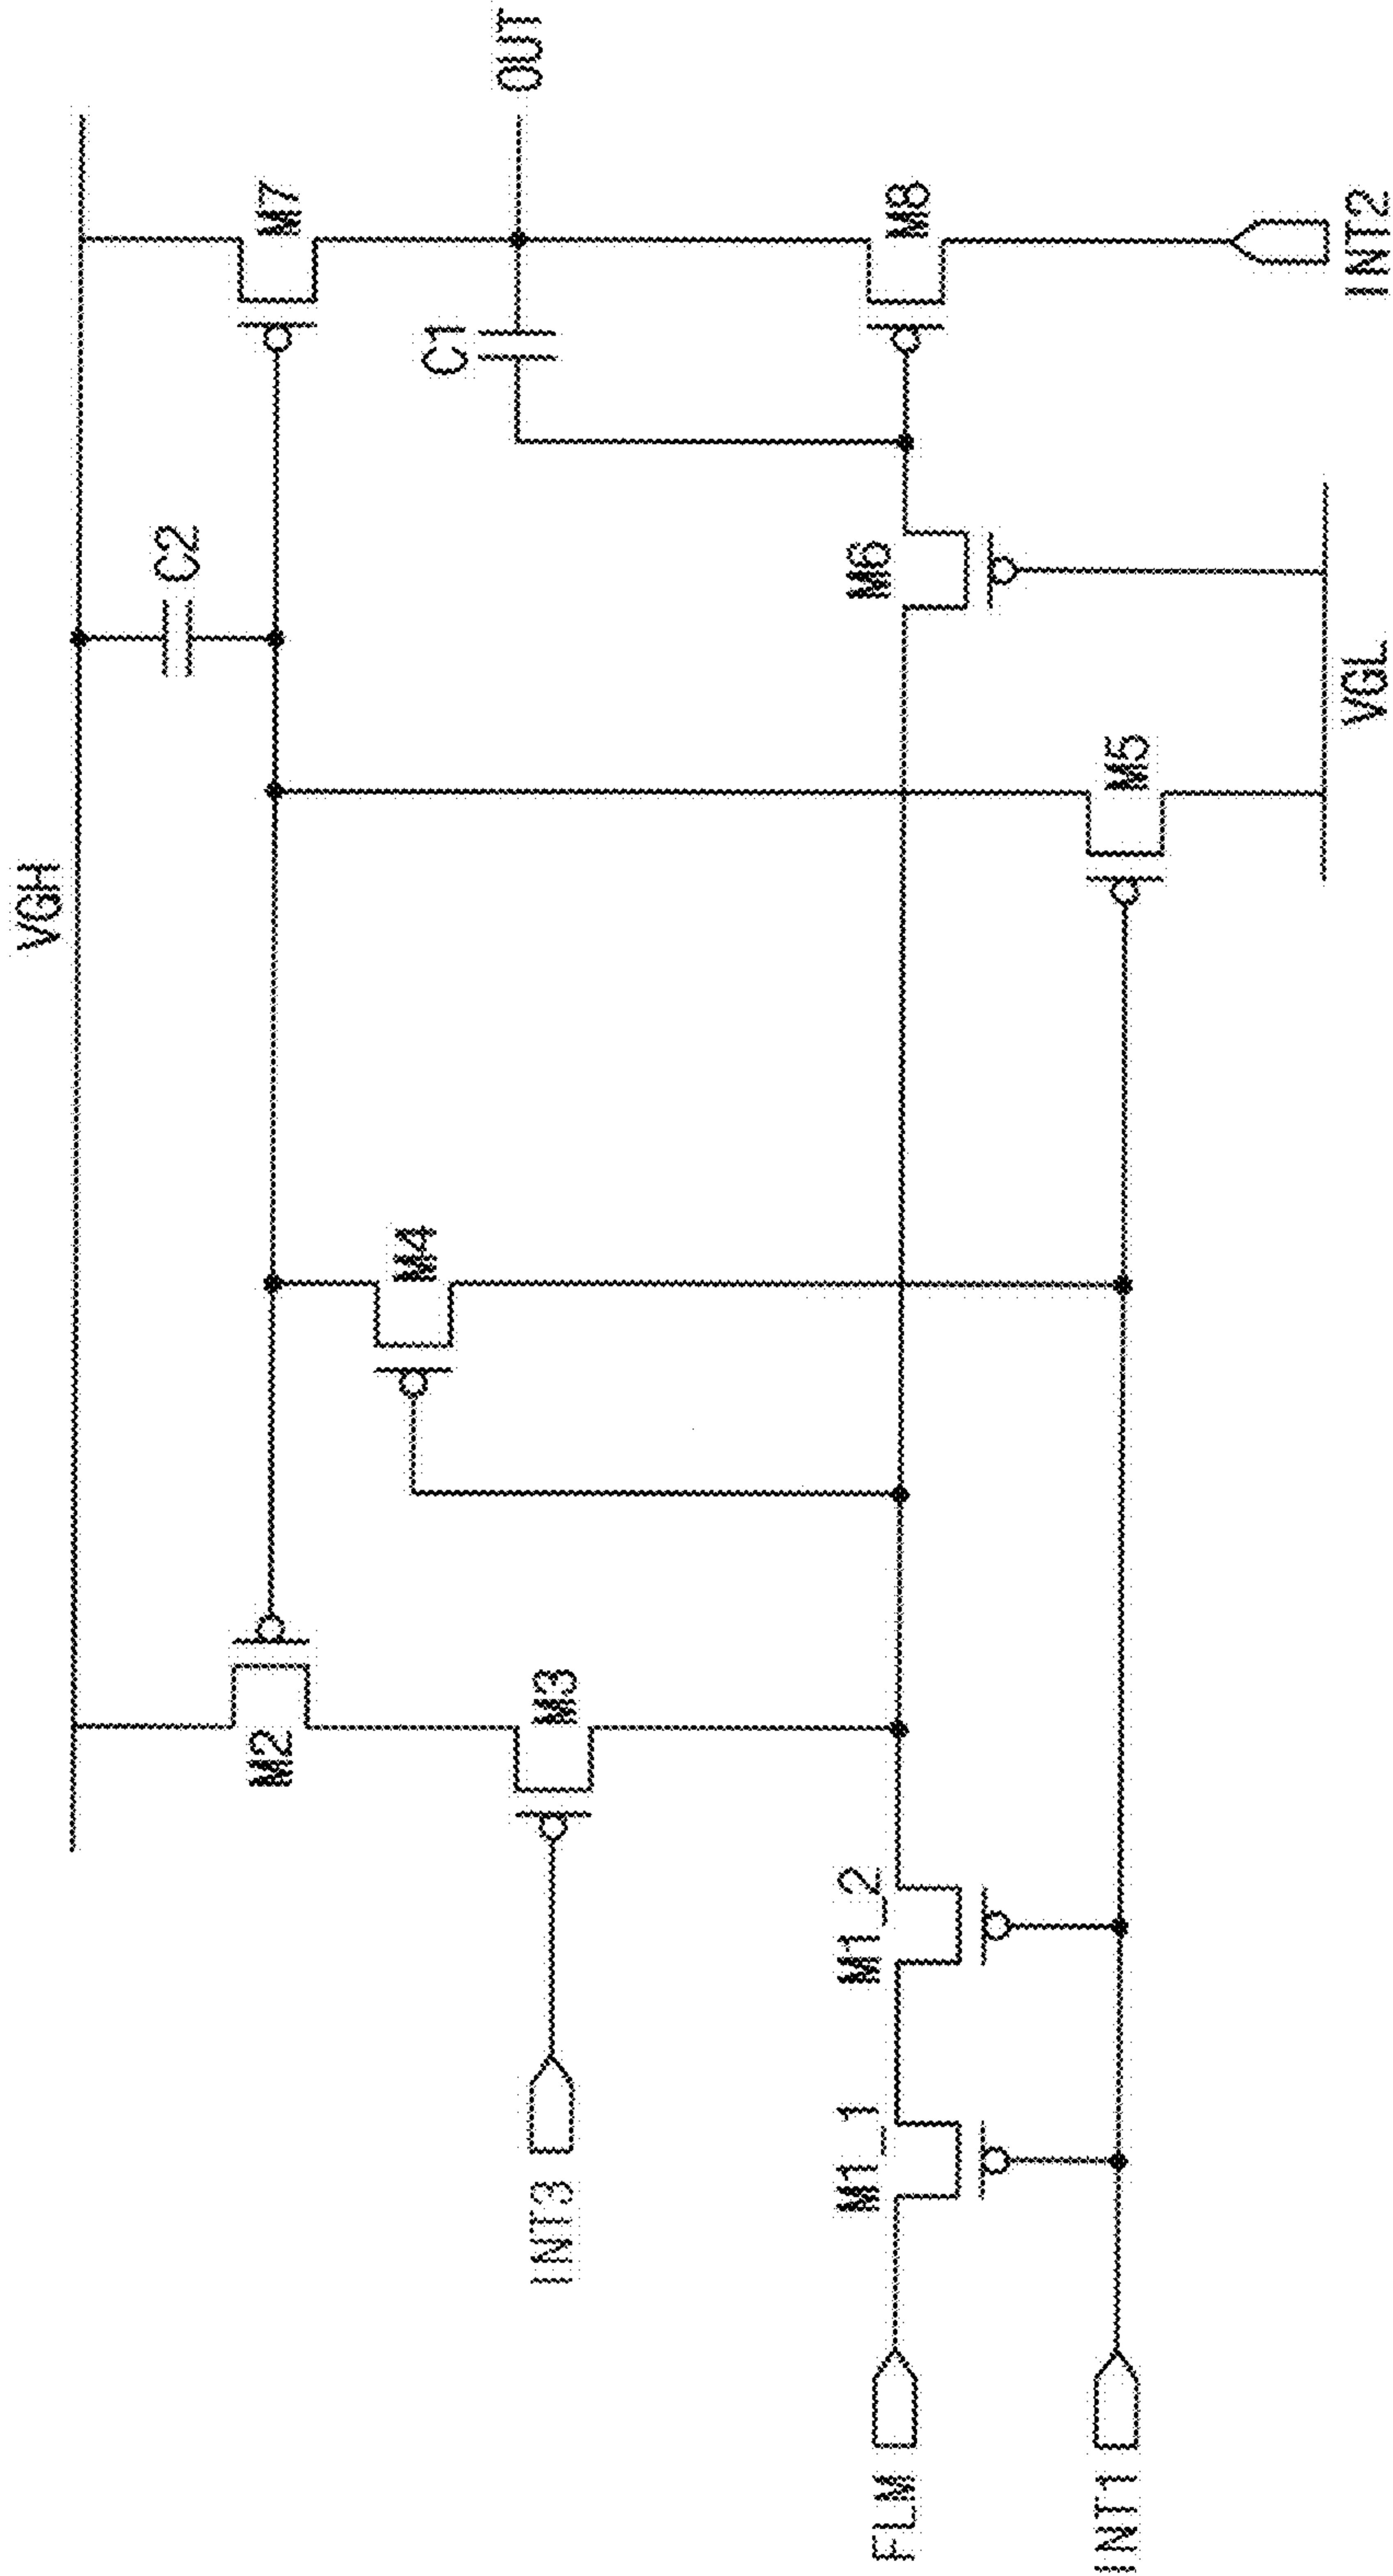 VGH
C2
M7
OUT
C1
M4
M2
M3
INT3
M6
M8
M1_1
M1_2
FLM
M5
INT1
VGL
INT2